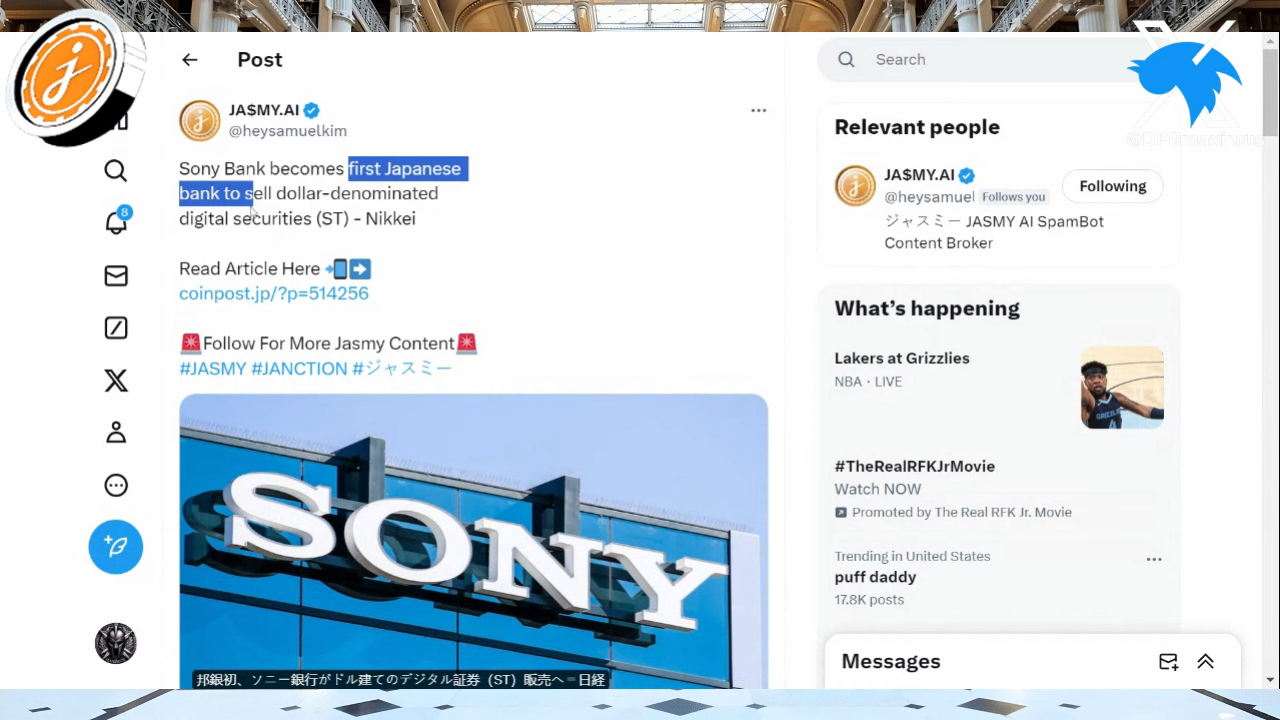 Post
Search
JA$MY.AI
@heysamuelkim
Sony Bank becomes first Japanese
bank to sell dollar-denominated
digital securities (ST) - Nikkei
Read Article Here
coinpost.jp/?p=514256
Follow For More Jasmy Content
#JASMY #JANCTION #ジャスミー
SONY
邦銀初、ソニー銀行がドル建てのデジタル証券（ST）販売へ＝日経
8
Relevant people
JA$MY.AI
@heysamuel Follows you
Following
ジャスミー JASMY AI SpamBot
Content Broker
What's happening
Lakers at Grizzlies
NBA · LIVE
#TheRealRFKJrMovie
Watch NOW
Promoted by The Real RFK Jr. Movie
Trending in United States
puff daddy
17.8K posts
Messages